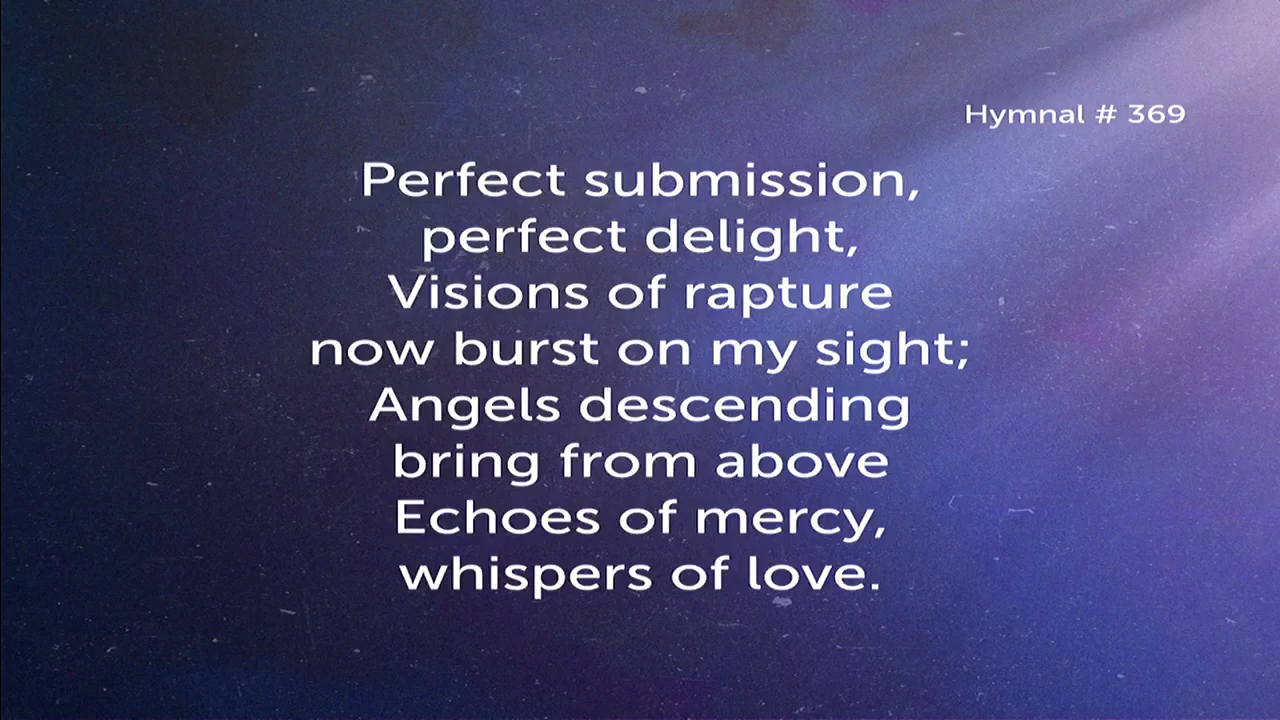 Hymnal # 369
Perfect submission,
perfect delight,
Visions of rapture
now burst on my sight;
Angels descending
bring from above
Echoes of mercy,
whispers of love.